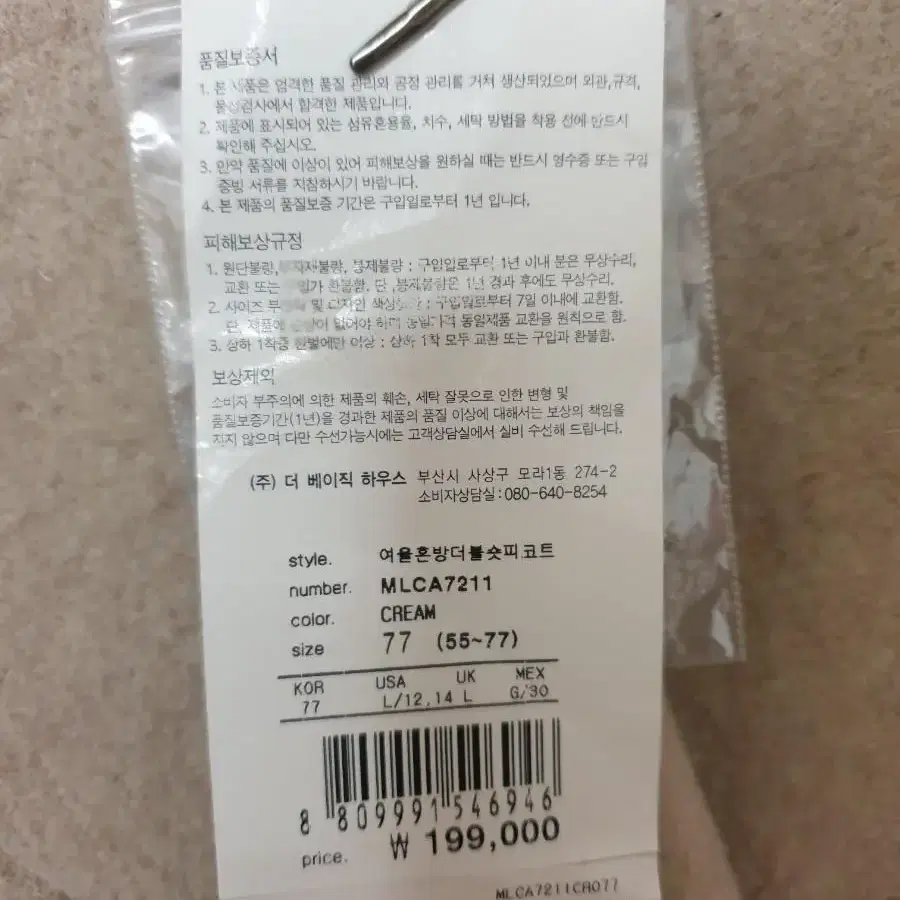 품질보증서
1. 본 제품은 엄격한 품질 관리와 공정 관리를 거쳐 생산되었으며 외관,규격,
물성검사에서 합격한 제품입니다.
2. 제품에 표시되어 있는 섬유혼용율, 치수, 세탁 방법을 착용 전에 반드시
확인해 주십시오.
3. 만약 품질에 이상이 있어 피해보상을 원하실 때는 반드시 영수증 또는 구입
증빙 서류를 지참하시기 바랍니다.
4. 본 제품의 품질보증 기간은 구입일로부터 1년 입니다.
피해보상규정
1. 원단불량, 부자재불량, 봉제불량 : 구입일로부터 1년 이내 분은 무상수리,
교환 또는 구입가 환불함. 단 ,봉제불량은 1년 경과 후에도 무상수리.
2. 사이즈 부정확 및 디자인 색상 : 구입일로부터 7일 이내에 교환함.
단, 제품에 손상이 없어야 하며 동일가격 동일제품 교환을 원칙으로 함.
3. 상하 1착중 한벌에만 이상 : 상하 1착 모두 교환 또는 구입과 환불함.
보상제외
소비자 부주의에 의한 제품의 훼손, 세탁 잘못으로 인한 변형 및
품질보증기간(1년)을 경과한 제품의 품질 이상에 대해서는 보상의 책임을
지지 않으며 다만 수선가능시에는 고객상담실에서 실비 수선해 드립니다.
(주) 더 베이직 하우스 부산시 사상구 모라1동 274-2
소비자상담실:080-640-8254
style. 여율혼방더블숏피코트
number. MLCA7211
color. CREAM
size 77 (55~77)
KOR USA UK MEX
77 L/12,14 L G/30
8 809991 546946
price. ₩ 199,000
MLCA7211CR077